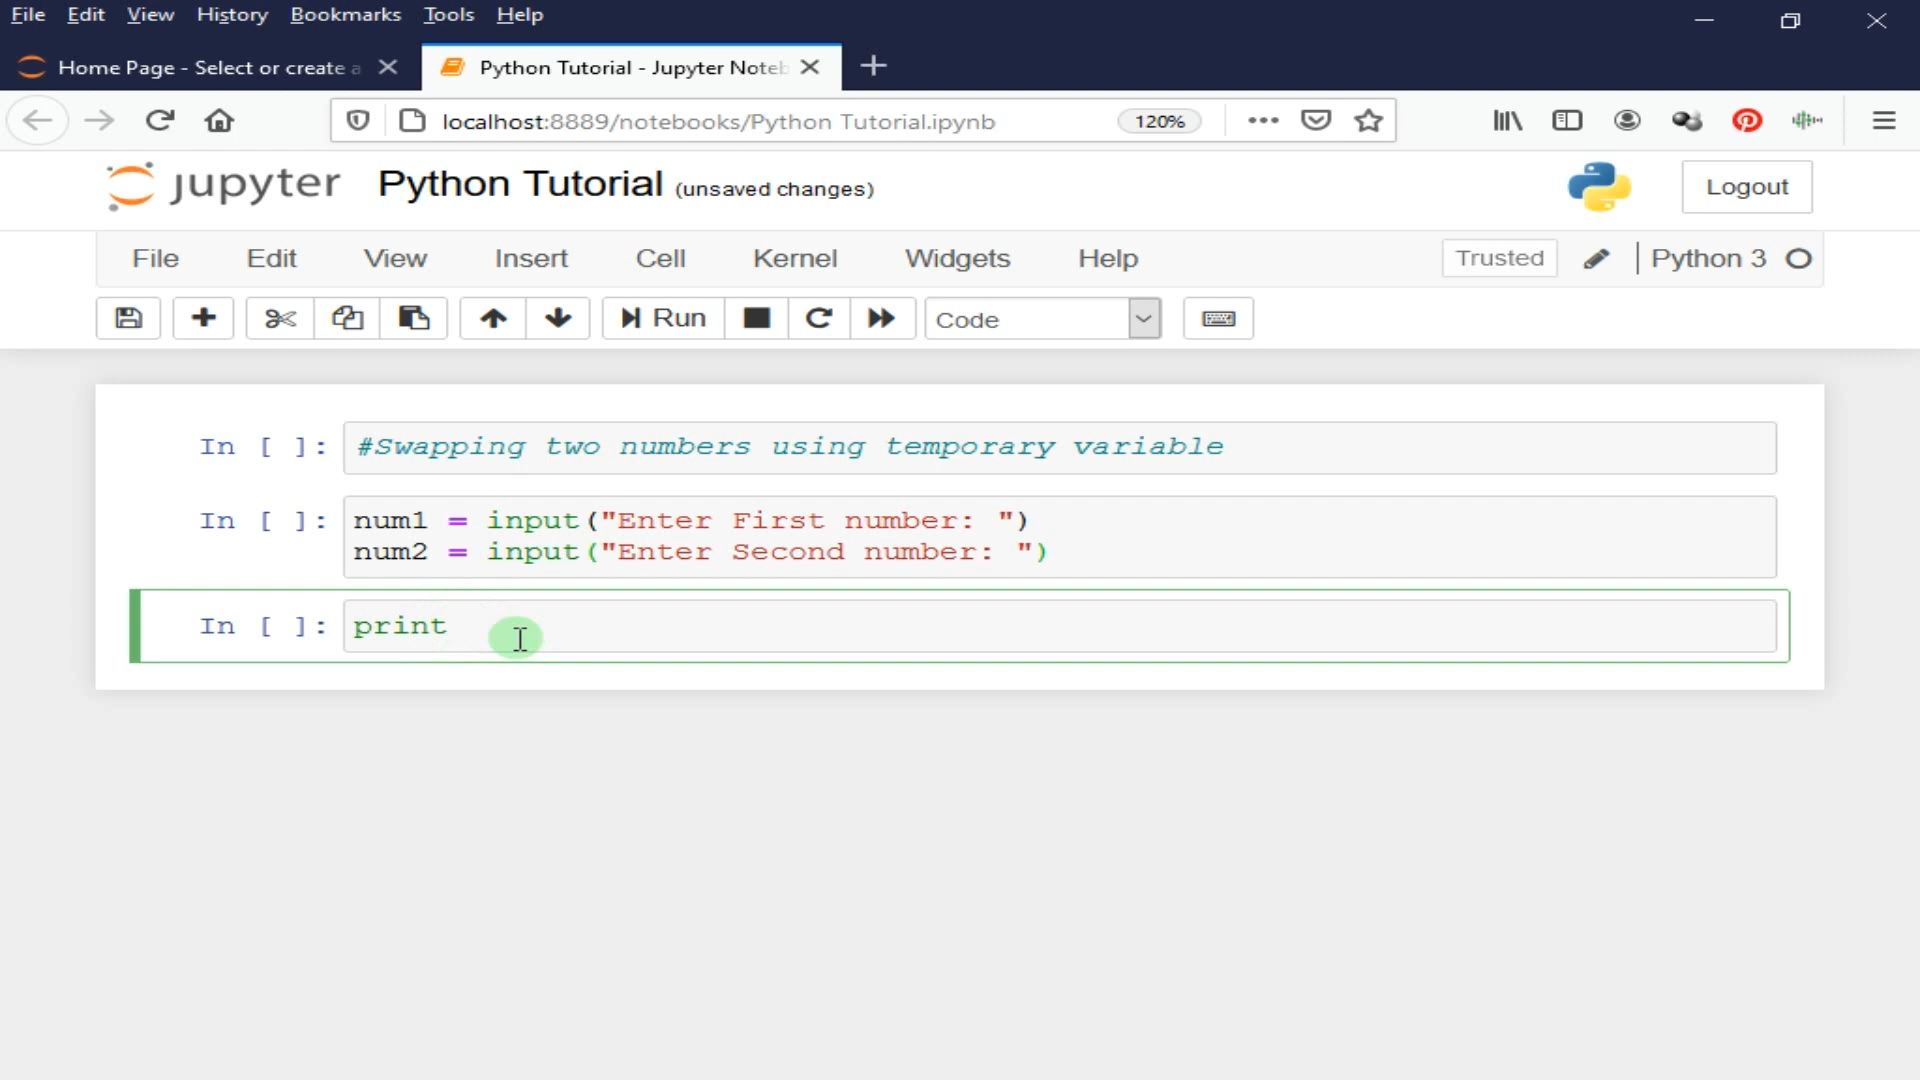 File Edit View History Bookmarks Tools Help
Home Page - Select or create a
Python Tutorial - Jupyter Noteb
localhost:8889/notebooks/Python Tutorial.ipynb 120%
jupyter Python Tutorial (unsaved changes) Logout
File Edit View Insert Cell Kernel Widgets Help Trusted Python 3
Run Code
In [ ]: #Swapping two numbers using temporary variable
In [ ]: num1 = input("Enter First number: ")
num2 = input("Enter Second number: ")
In [ ]: print